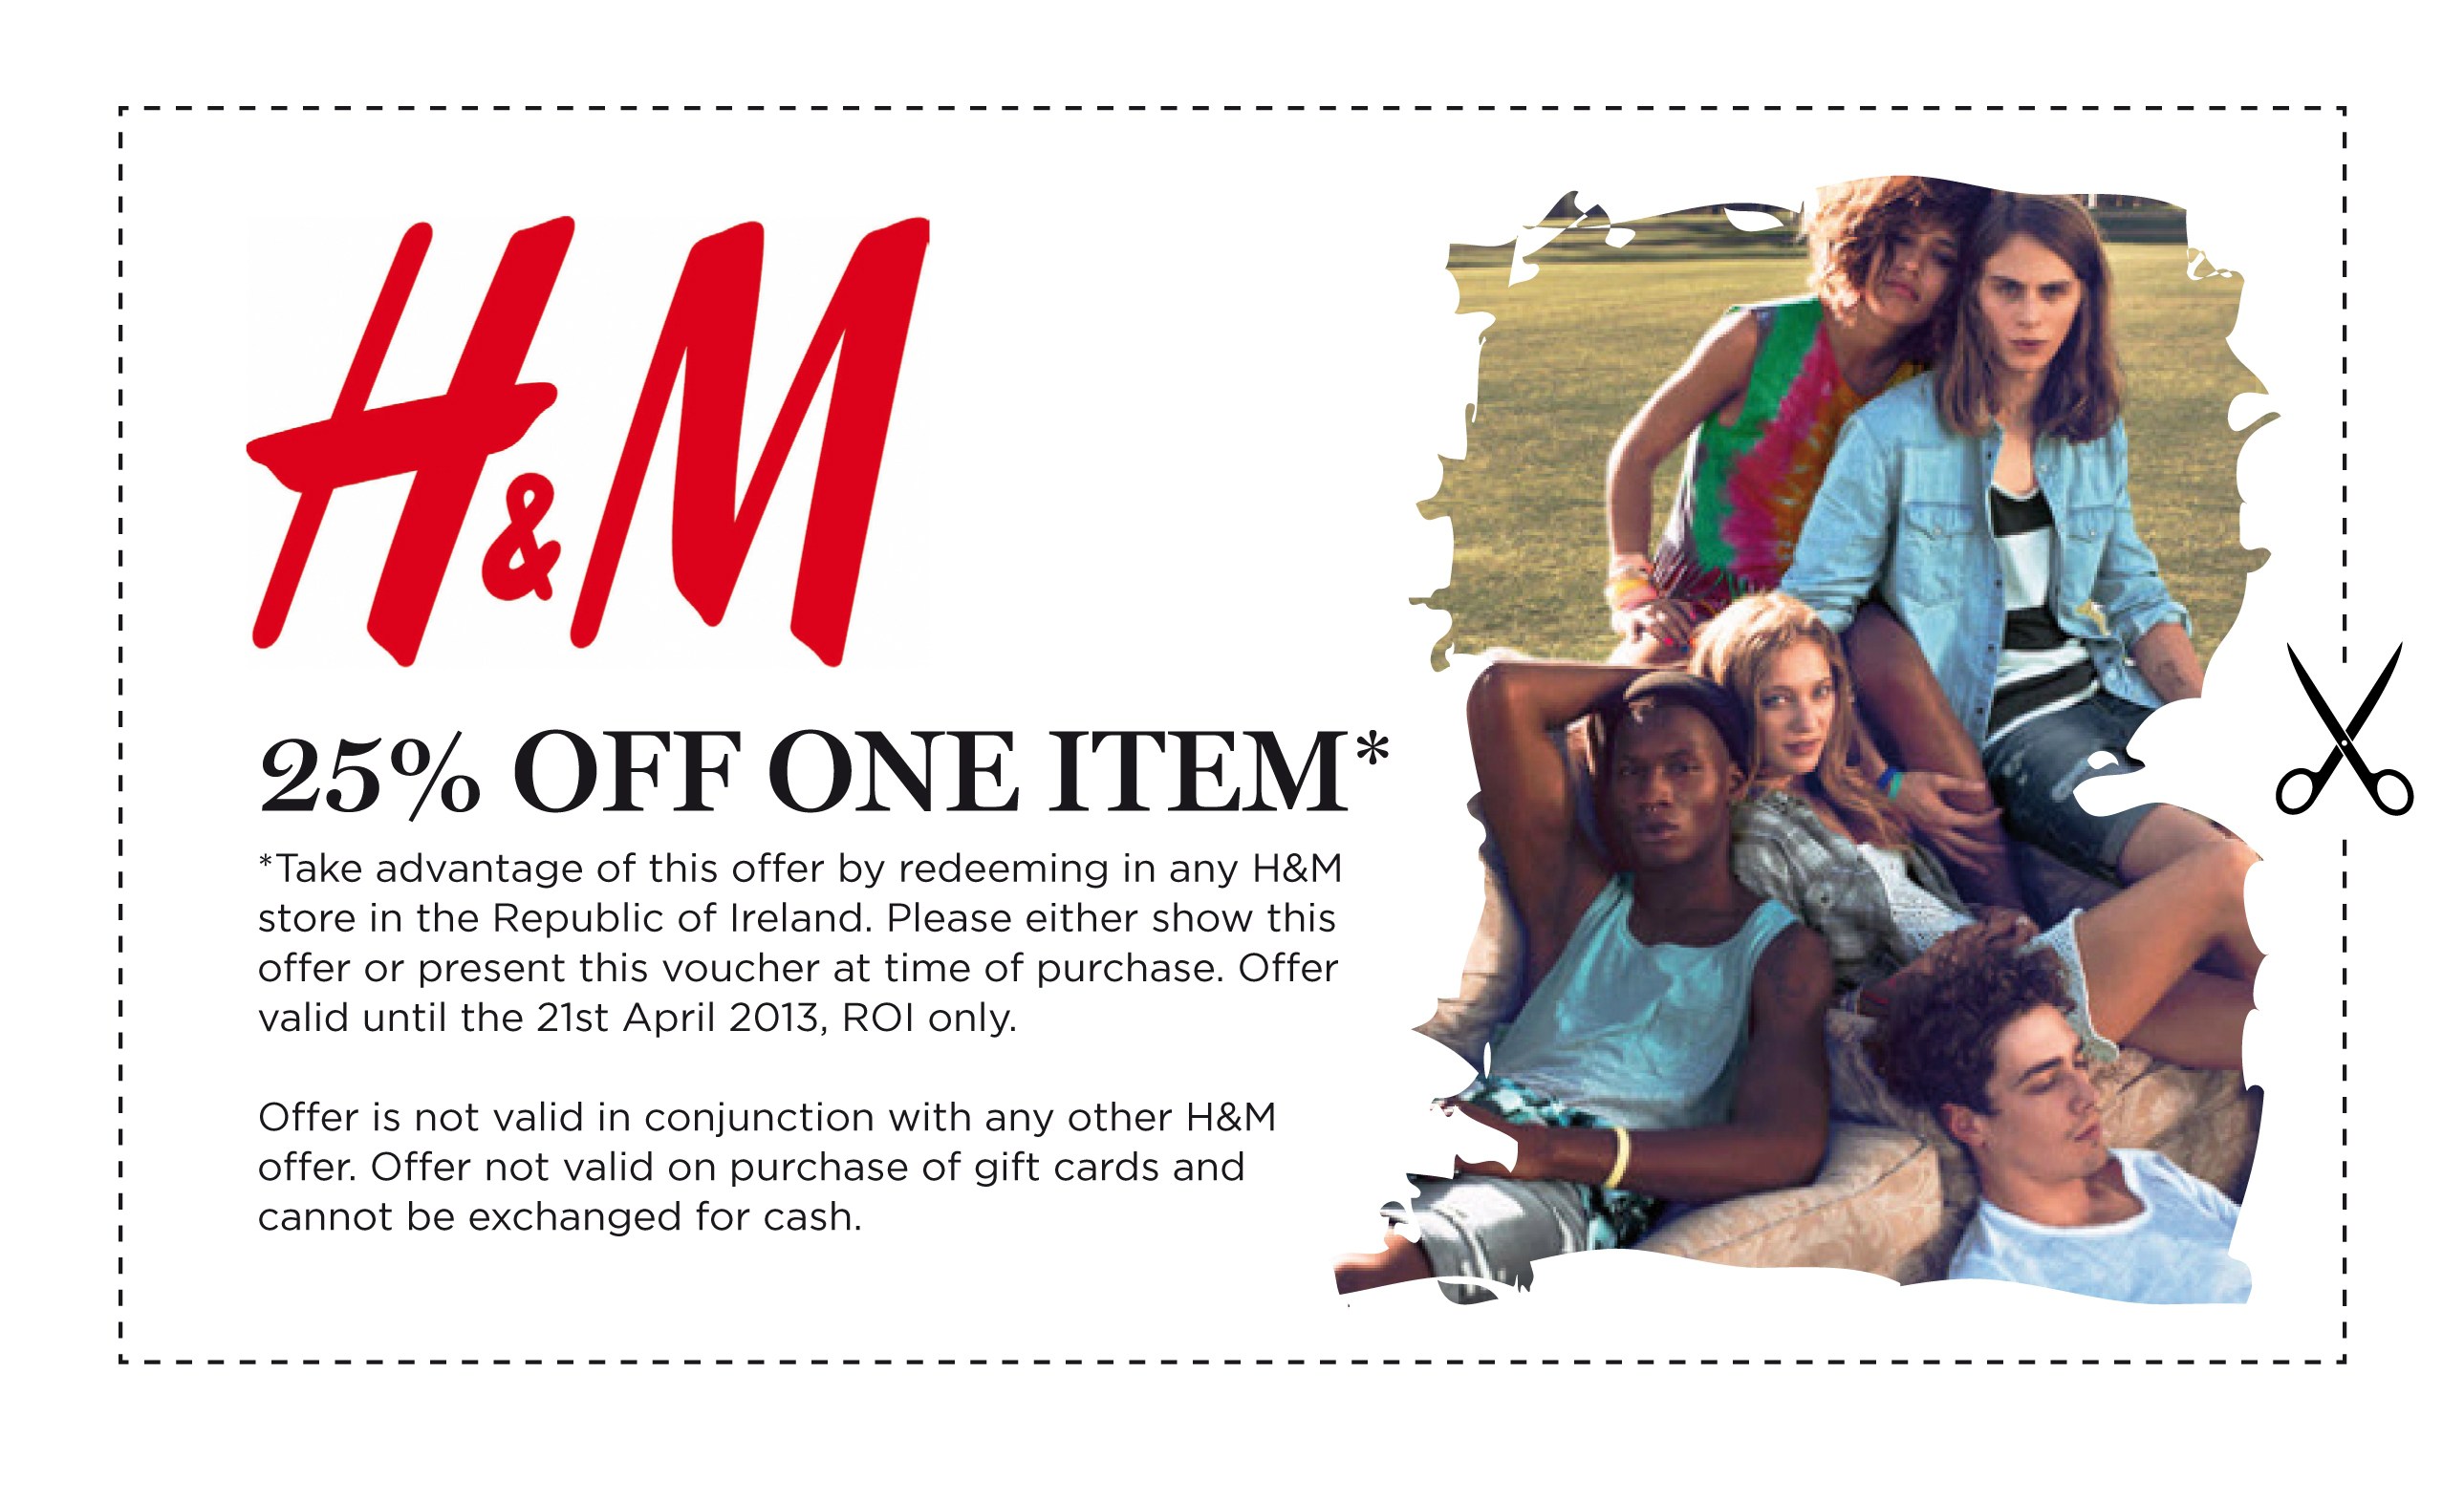 H&M
25% OFF ONE ITEM*
*Take advantage of this offer by redeeming in any H&M
store in the Republic of Ireland. Please either show this
offer or present this voucher at time of purchase. Offer
valid until the 21st April 2013, ROI only.
Offer is not valid in conjunction with any other H&M
offer. Offer not valid on purchase of gift cards and
cannot be exchanged for cash.